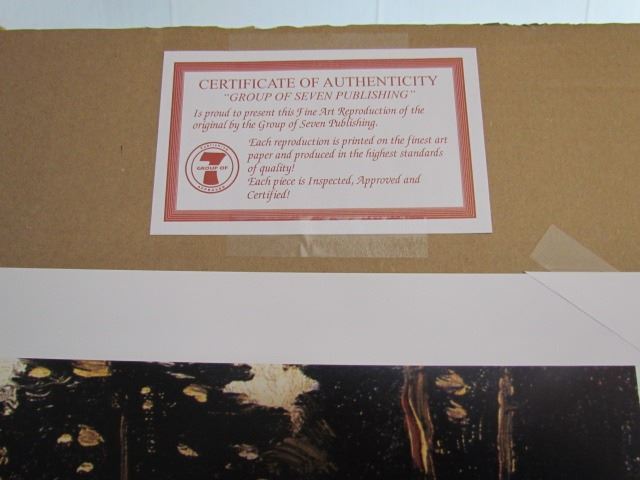 CERTIFICATE OF AUTHENTICITY
"GROUP OF SEVEN PUBLISHING"
Is proud to present this Fine Art Reproduction of the
original by the Group of Seven Publishing.
Each reproduction is printed on the finest art
paper and produced in the highest standards
of quality!
Each piece is Inspected, Approved and
Certified!
GROUP OF
7